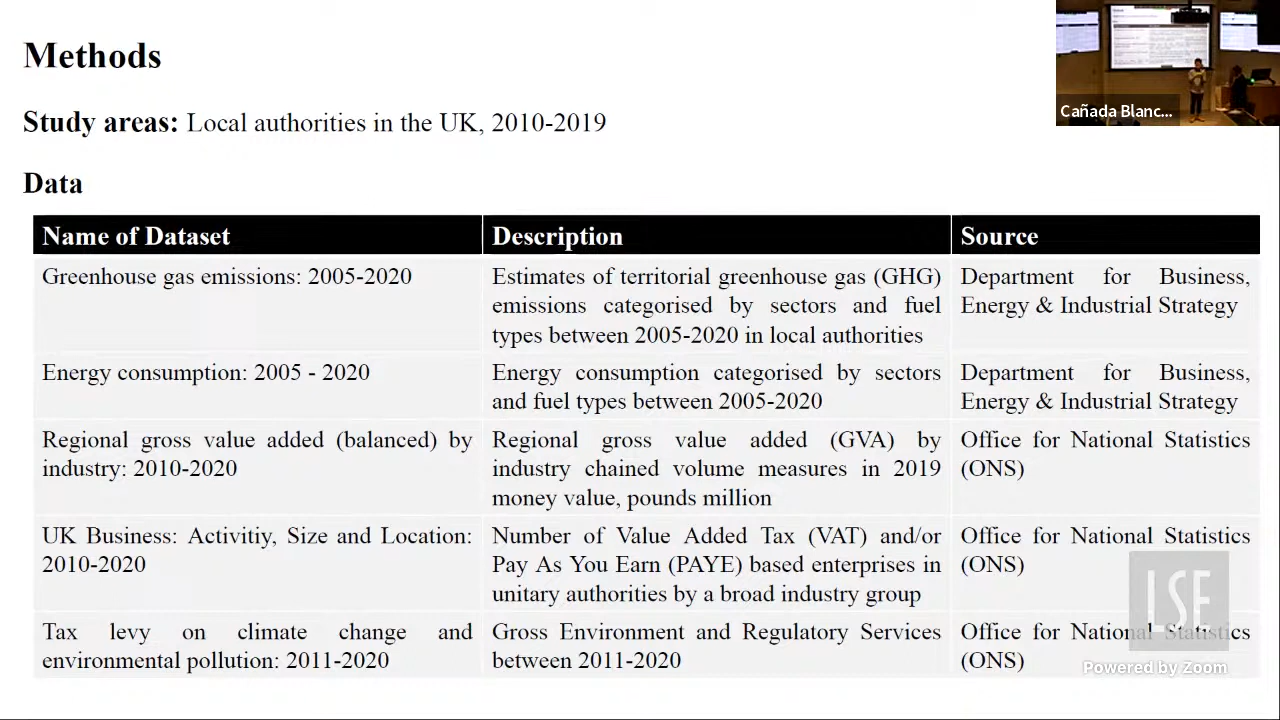 Methods
Cañada Blanc...
Study areas: Local authorities in the UK, 2010-2019
Data
Name of Dataset
Description
Source
Greenhouse gas emissions: 2005-2020
Estimates of territorial greenhouse gas (GHG)
emissions categorised by sectors and fuel
types between 2005-2020 in local authorities
Department for Business,
Energy & Industrial Strategy
Energy consumption: 2005 - 2020
Energy consumption categorised by sectors
and fuel types between 2005-2020
Department for Business,
Energy & Industrial Strategy
Regional gross value added (balanced) by
industry: 2010-2020
Regional gross value added (GVA) by
industry chained volume measures in 2019
money value, pounds million
Office for National Statistics
(ONS)
UK Business: Activitiy, Size and Location:
2010-2020
Number of Value Added Tax (VAT) and/or
Pay As You Earn (PAYE) based enterprises in
unitary authorities by a broad industry group
Office for National Statistics
(ONS)
Tax levy on climate change and
environmental pollution: 2011-2020
Gross Environment and Regulatory Services
between 2011-2020
Office for National Statistics
(ONS)
LSE
Powered by Zoom